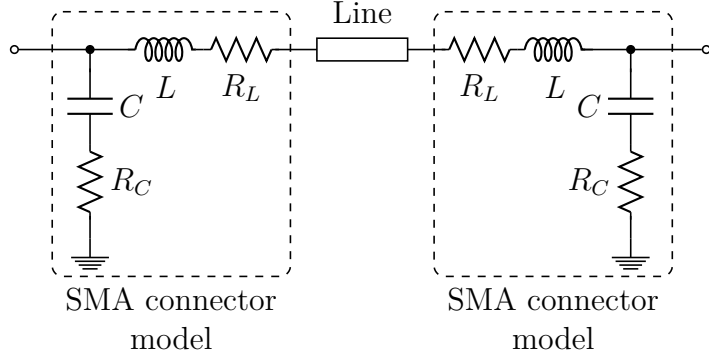 Line
L
R_L
R_L
L
C
C
R_C
R_C
SMA connector
model
SMA connector
model